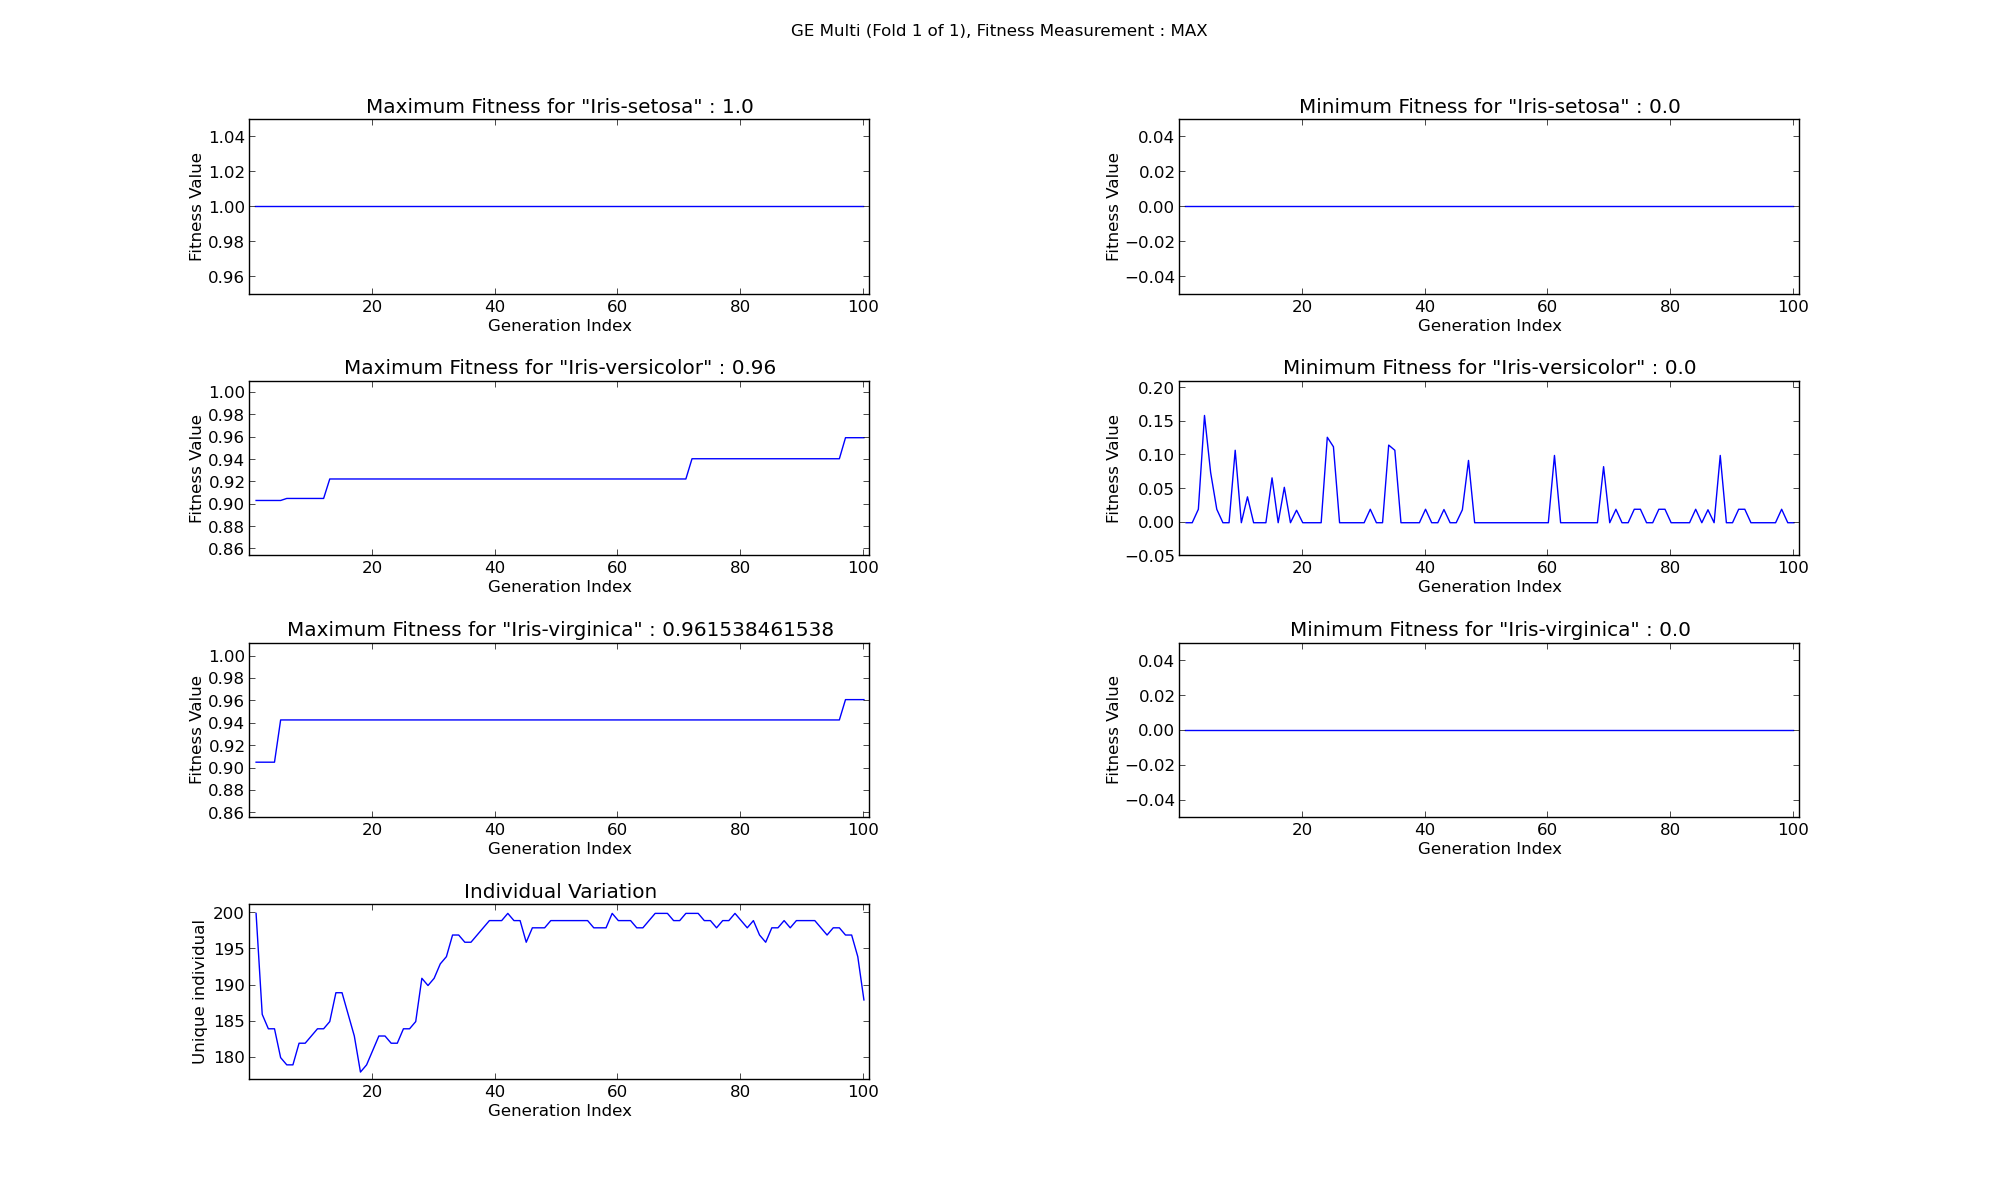 GE Multi (Fold 1 of 1), Fitness Measurement : MAX
Maximum Fitness for "Iris-setosa" : 1.0
Fitness Value
1.04
1.02
1.00
0.98
0.96
20 40 60 80 100
Generation Index
Minimum Fitness for "Iris-setosa" : 0.0
Fitness Value
0.04
0.02
0.00
−0.02
−0.04
20 40 60 80 100
Generation Index
Maximum Fitness for "Iris-versicolor" : 0.96
Fitness Value
1.00
0.98
0.96
0.94
0.92
0.90
0.88
0.86
20 40 60 80 100
Generation Index
Minimum Fitness for "Iris-versicolor" : 0.0
Fitness Value
0.20
0.15
0.10
0.05
0.00
−0.05
20 40 60 80 100
Generation Index
Maximum Fitness for "Iris-virginica" : 0.961538461538
Fitness Value
1.00
0.98
0.96
0.94
0.92
0.90
0.88
0.86
20 40 60 80 100
Generation Index
Minimum Fitness for "Iris-virginica" : 0.0
Fitness Value
0.04
0.02
0.00
−0.02
−0.04
20 40 60 80 100
Generation Index
Individual Variation
Unique individual
200
195
190
185
180
20 40 60 80 100
Generation Index